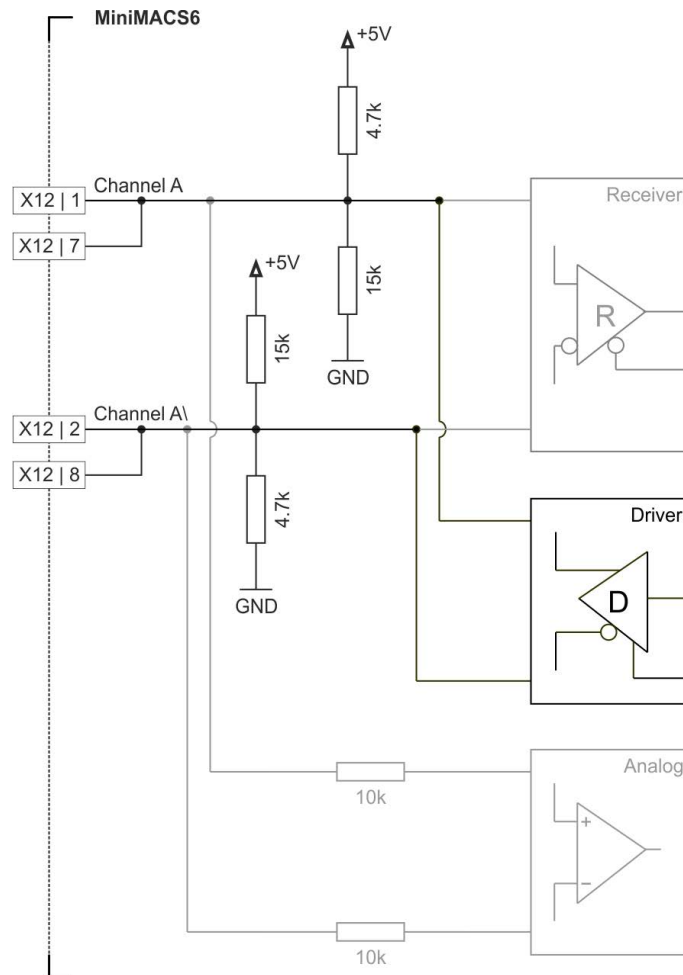 MiniMACS6
+5V
4.7k
Channel A
X12 | 1
Receiver
X12 | 7
+5V
15k
R
15k
GND
Channel A\
X12 | 2
X12 | 8
4.7k
Driver
GND
D
Analog
10k
+
-
10k